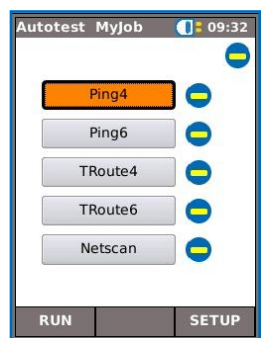 Autotest MyJob 09:32
Ping4
Ping6
TRoute4
TRoute6
Netscan
RUN SETUP